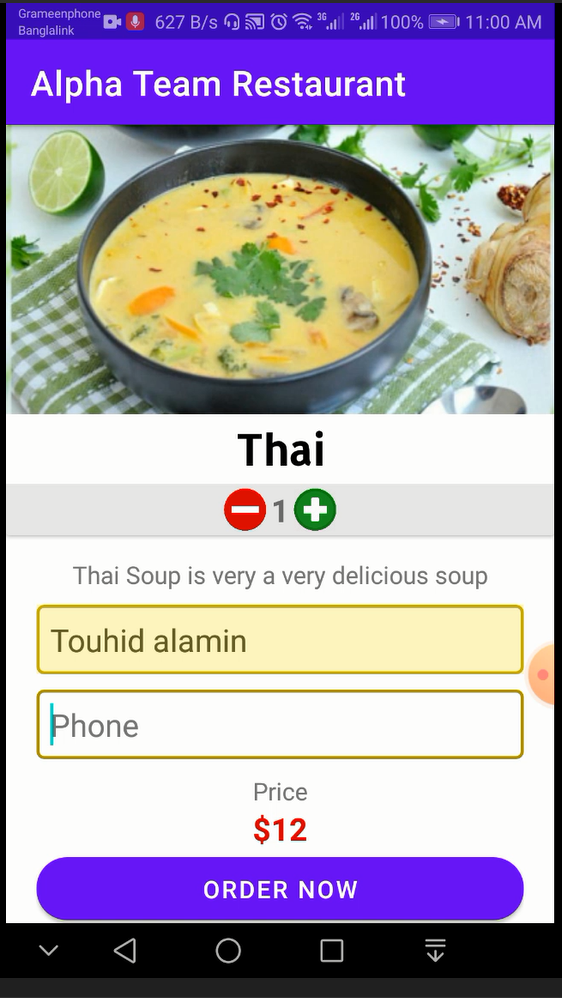 Grameenphone
Banglalink
627 B/s 3G 2G 100% 11:00 AM
Alpha Team Restaurant
Thai
1
Thai Soup is very a very delicious soup
Touhid alamin
Phone
Price
$12
ORDER NOW